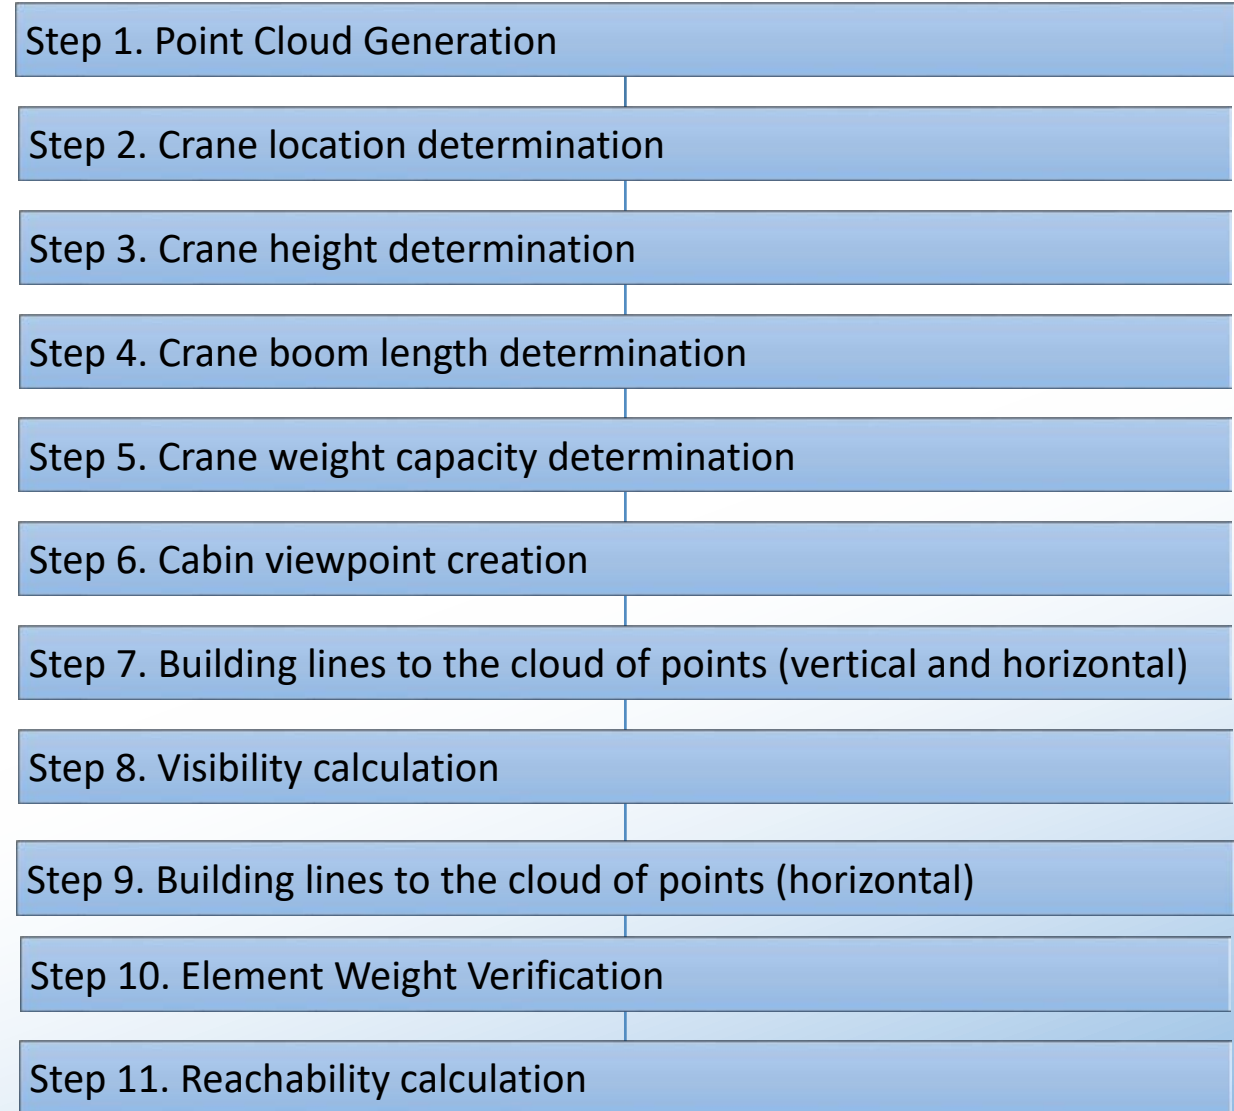 Step 1. Point Cloud Generation
Step 2. Crane location determination
Step 3. Crane height determination
Step 4. Crane boom length determination
Step 5. Crane weight capacity determination
Step 6. Cabin viewpoint creation
Step 7. Building lines to the cloud of points (vertical and horizontal)
Step 8. Visibility calculation
Step 9. Building lines to the cloud of points (horizontal)
Step 10. Element Weight Verification
Step 11. Reachability calculation